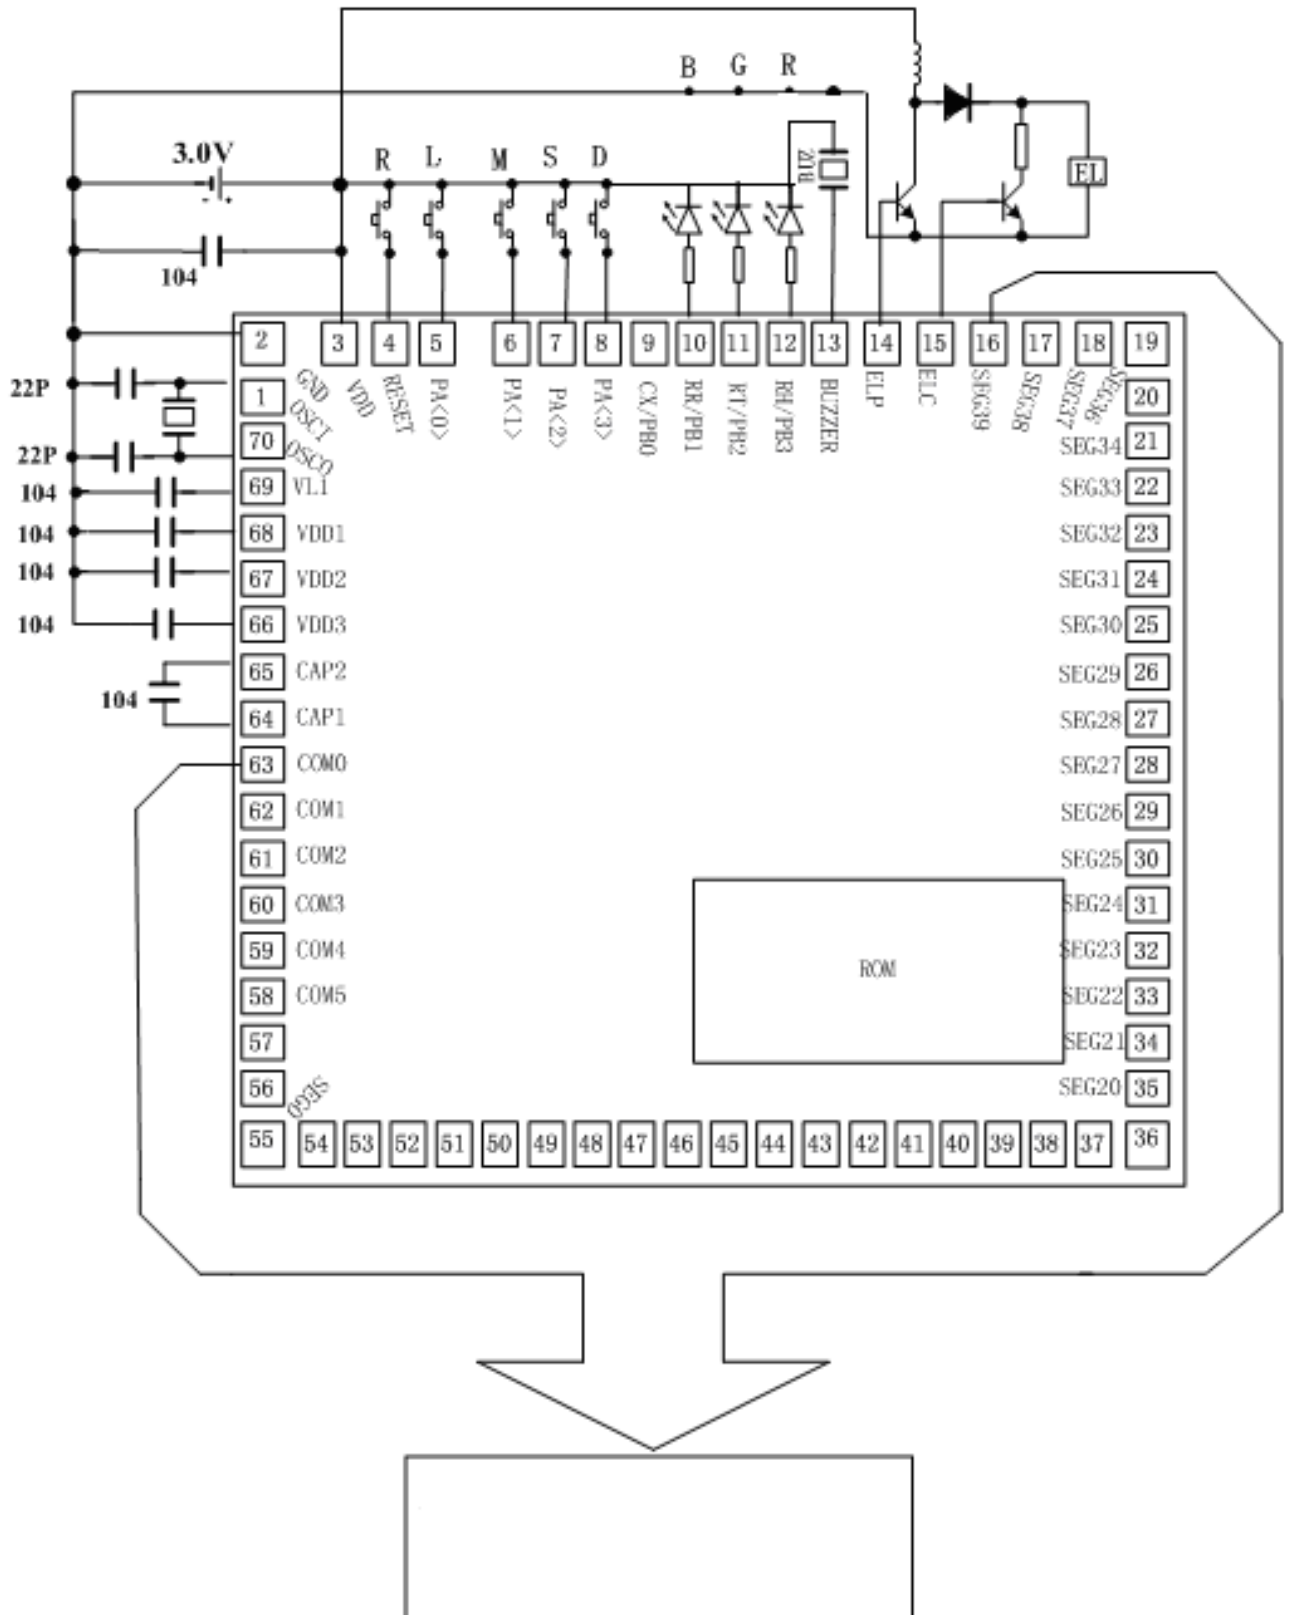 B G R
3.0V
- +
R L M S D
BUZ
EL
104
2 3 4 5 6 7 8 9 10 11 12 13 14 15 16 17 18 19
GND VDD RESET PA<0> PA<1> PA<2> PA<3> CX/PB0 RR/PB1 RT/PB2 RH/PB3 BUZZER ELP ELC SEG39 SEG38 SEG37 SEG36
22P 1 OSCI 20
22P 70 OSCO SEG34 21
104 69 VL1 SEG33 22
104 68 VDD1 SEG32 23
104 67 VDD2 SEG31 24
104 66 VDD3 SEG30 25
65 CAP2 SEG29 26
104
64 CAP1 SEG28 27
63 COM0 SEG27 28
62 COM1 SEG26 29
61 COM2 SEG25 30
60 COM3 SEG24 31
59 COM4 SEG23 32
ROM
58 COM5 SEG22 33
57 SEG21 34
56 SEG0 SEG20 35
55 54 53 52 51 50 49 48 47 46 45 44 43 42 41 40 39 38 37 36